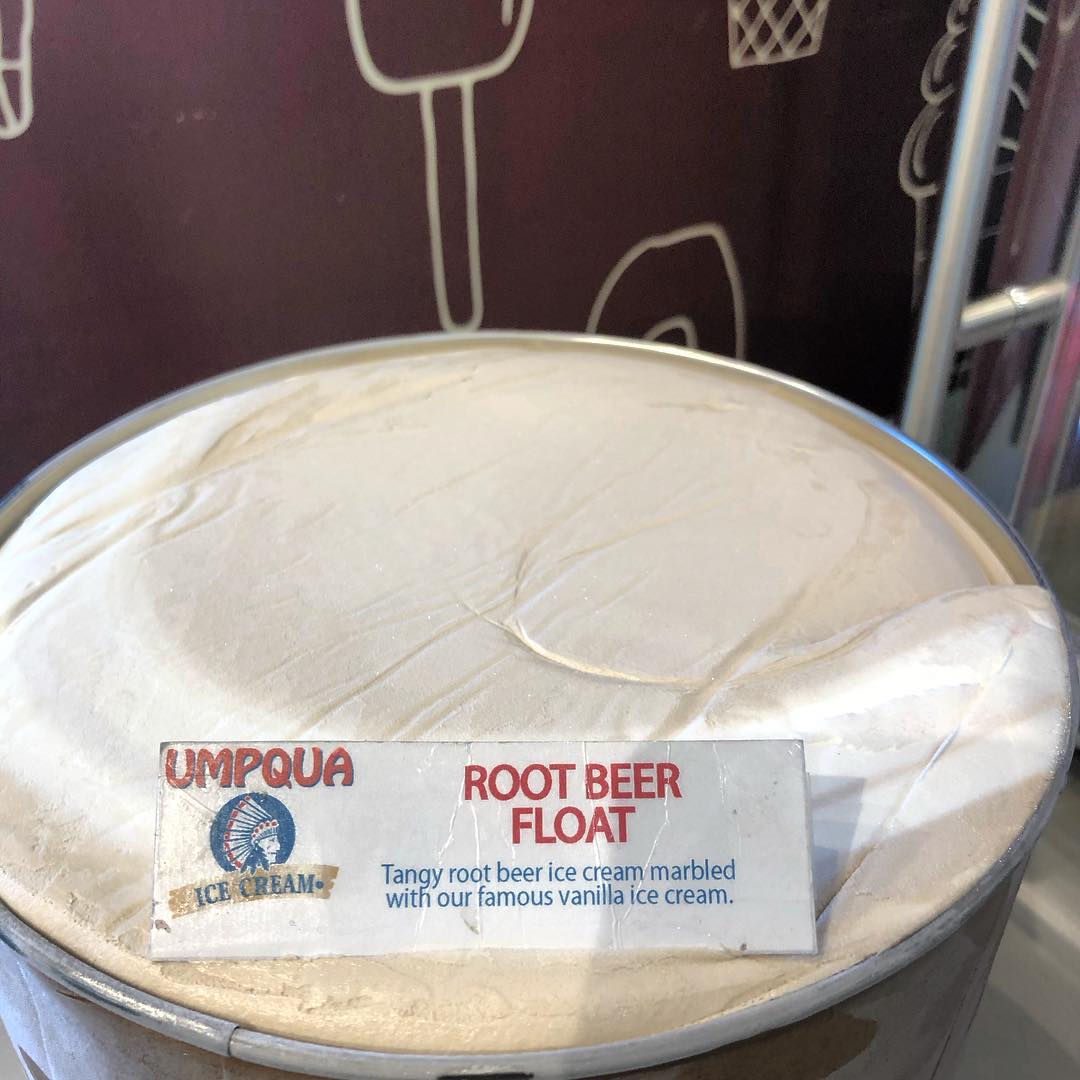 UMPQUA
ICE CREAM
ROOT BEER
FLOAT
Tangy root beer ice cream marbled
with our famous vanilla ice cream.